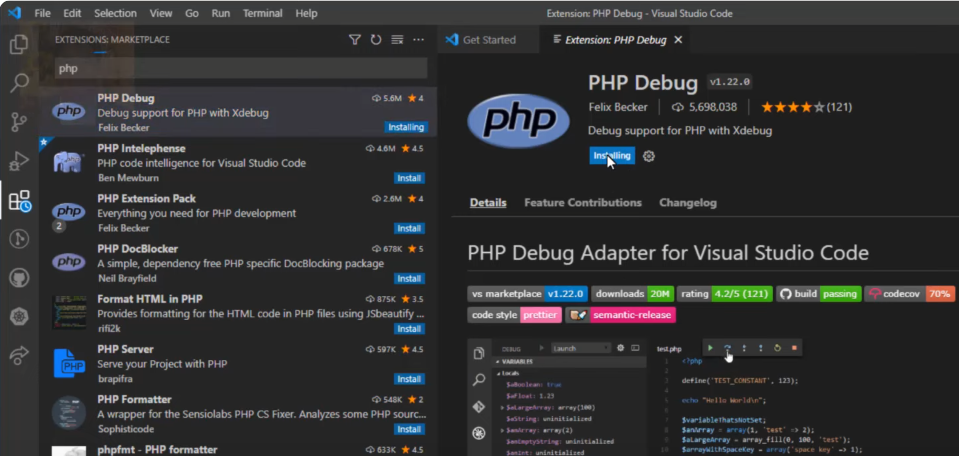 File Edit Selection View Go Run Terminal Help
Extension: PHP Debug - Visual Studio Code
EXTENSIONS: MARKETPLACE
Get Started
Extension: PHP Debug
php
PHP Debug 5.6M 4
Debug support for PHP with Xdebug
Felix Becker Installing
PHP Intelephense 4.6M 4.5
PHP code intelligence for Visual Studio Code
Ben Mewburn Install
PHP Extension Pack 2.6M 4
Everything you need for PHP development
Felix Becker Install
2
PHP DocBlocker 678K 5
A simple, dependency free PHP specific DocBlocking package
Neil Brayfield Install
Format HTML in PHP 875K 3.5
Provides formatting for the HTML code in PHP files using JSbeautify ...
rifi2k Install
PHP Server 597K 4.5
Serve your Project with PHP
brapifra Install
PHP Formatter 548K 2
A wrapper for the Sensiolabs PHP CS Fixer. Analyzes some PHP sourc...
Sophisticode Install
phpfmt - PHP formatter 633K 4.5
php
php
php
php
PHP
php
PHP Debug v1.22.0
Felix Becker 5,698,038 (121)
Debug support for PHP with Xdebug
Installing
Details Feature Contributions Changelog
PHP Debug Adapter for Visual Studio Code
vs marketplace v1.22.0 downloads 20M rating 4.2/5 (121) build passing codecov 70%
code style prettier semantic-release
DEBUG Launch
VARIABLES
Locals
$aBoolean: true
$aFloat: 1.23
$aLargeArray: array(100)
$aString: uninitialized
$anArray: array(2)
$anEmptyString: uninitialized
$anInt: uninitialized
test.php
1 <?php
define('TEST_CONSTANT', 123);
echo "Hello World\n";
$variableThatsNotSet;
$anArray = array(1, 'test' => 2);
$aLargeArray = array_fill(0, 100, 'test');
$arrayWithSpaceKey = array('space key' => 1);